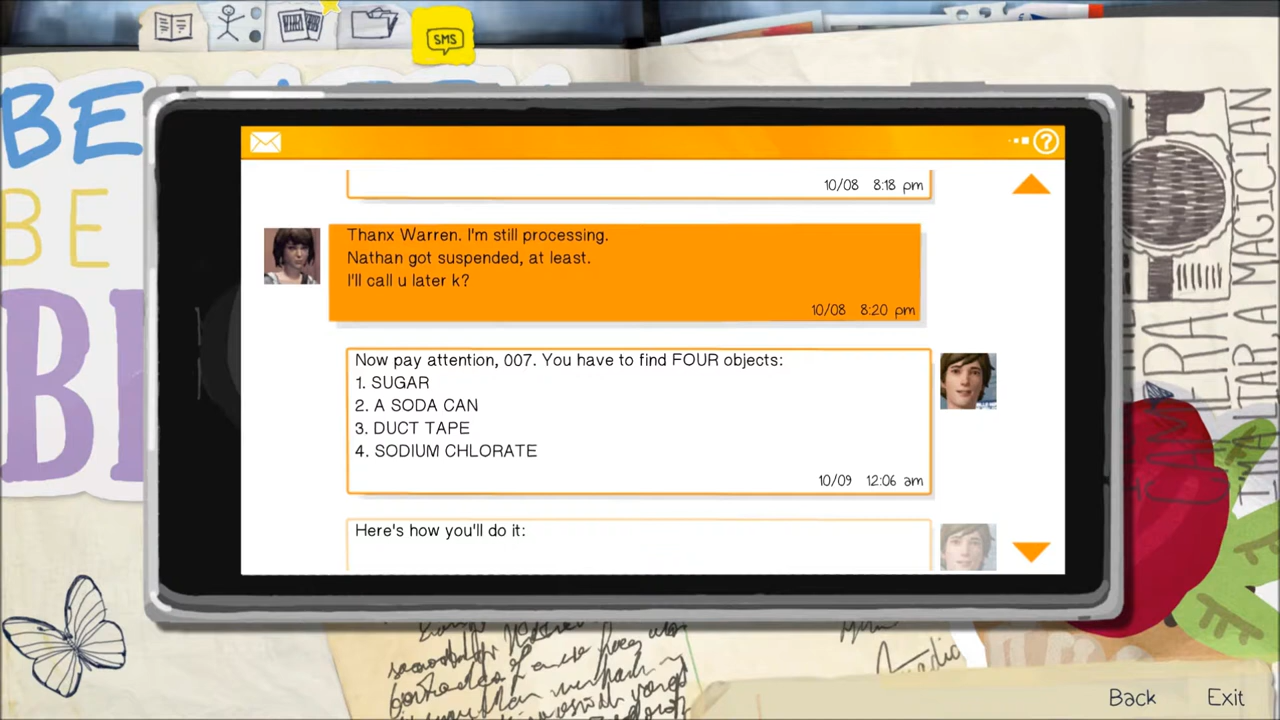 SMS
BE
BE
10/08 8:18 pm
Thanx Warren. I'm still processing.
Nathan got suspended, at least.
I'll call u later k?
10/08 8:20 pm
Now pay attention, 007. You have to find FOUR objects:
1. SUGAR
2. A SODA CAN
3. DUCT TAPE
4. SODIUM CHLORATE
10/09 12:06 am
Here's how you'll do it:
MAGICIAN
Back
Exit